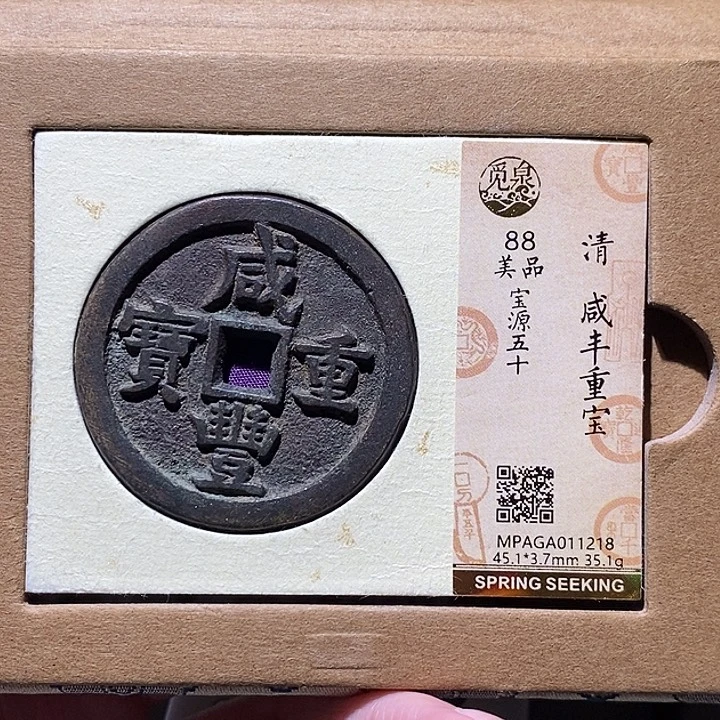 咸
豐
重
寶
觅泉
清 咸丰重宝
88
美品
宝源五十
MPAGA011218
45.1*3.7mm 35.1g
SPRING SEEKING